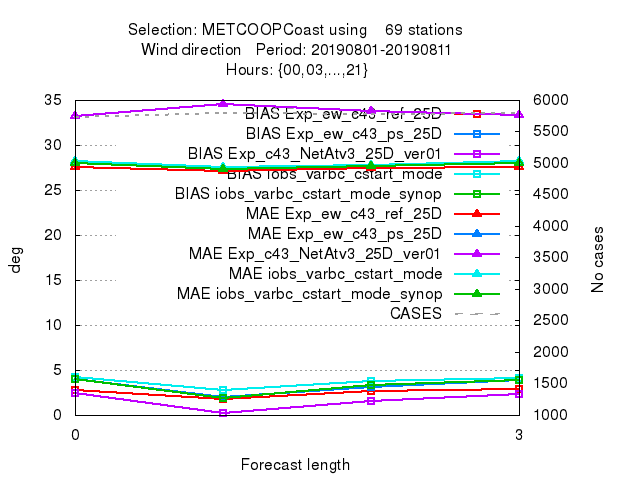 Selection: METCOOPCoast using 69 stations
Wind direction Period: 20190801-20190811
Hours: {00,03,...,21}
35
30
25
20
15
10
5
0
deg
BIAS Exp_ew_c43_ref_25D
BIAS Exp_ew_c43_ps_25D
BIAS Exp_c43_NetAtv3_25D_ver01
BIAS iobs_varbc_cstart_mode
BIAS iobs_varbc_cstart_mode_synop
MAE Exp_ew_c43_ref_25D
MAE Exp_ew_c43_ps_25D
MAE Exp_c43_NetAtv3_25D_ver01
MAE iobs_varbc_cstart_mode
MAE iobs_varbc_cstart_mode_synop
CASES
6000
5500
5000
4500
4000
3500
3000
2500
2000
1500
1000
No cases
0 3
Forecast length